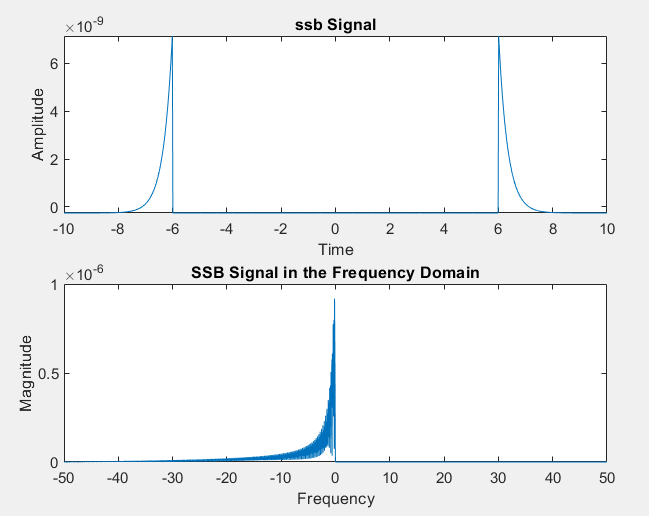 ssb Signal
×10⁻⁹
6
4
2
0
Amplitude
-10 -8 -6 -4 -2 0 2 4 6 8 10
Time
SSB Signal in the Frequency Domain
×10⁻⁶
1
0.5
0
Magnitude
-50 -40 -30 -20 -10 0 10 20 30 40 50
Frequency